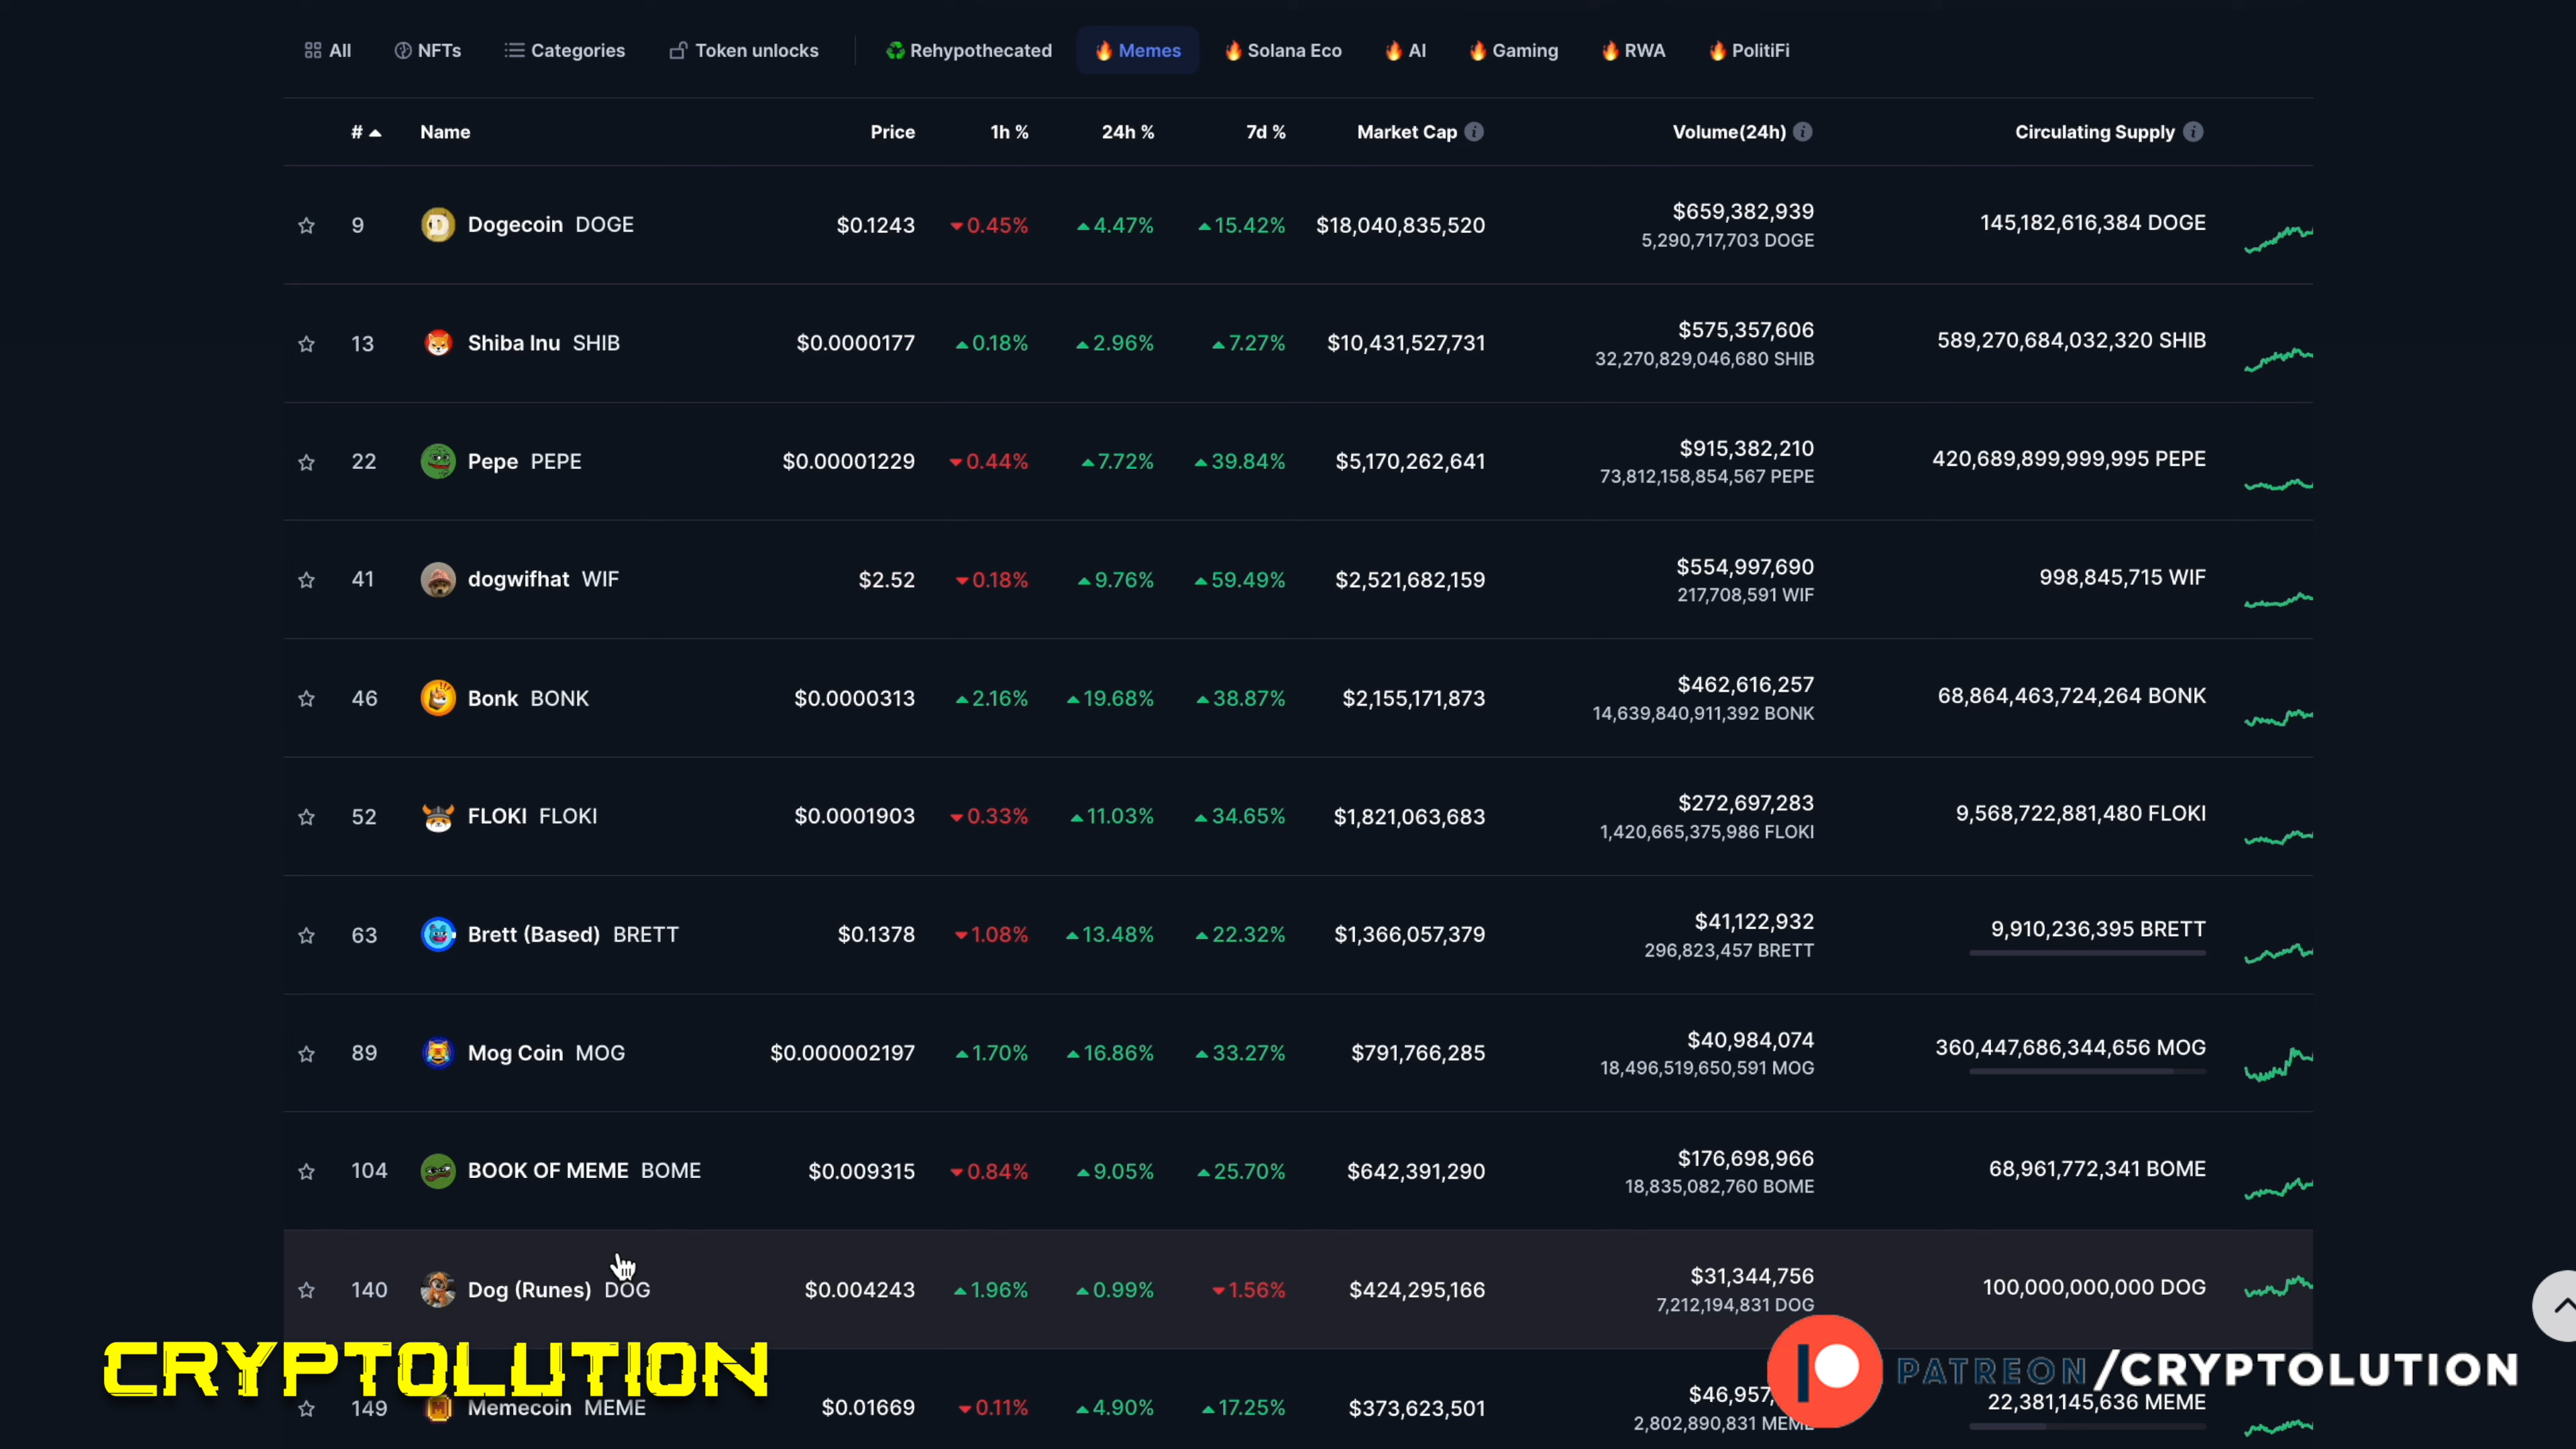 All NFTs Categories Token unlocks Rehypothecated Memes Solana Eco AI Gaming RWA PolitiFi
# Name Price 1h % 24h % 7d % Market Cap Volume(24h) Circulating Supply
9 Dogecoin DOGE $0.1243 0.45% 4.47% 15.42% $18,040,835,520 $659,382,939 145,182,616,384 DOGE
5,290,717,703 DOGE
13 Shiba Inu SHIB $0.0000177 0.18% 2.96% 7.27% $10,431,527,731 $575,357,606 589,270,684,032,320 SHIB
32,270,829,046,680 SHIB
22 Pepe PEPE $0.00001229 0.44% 7.72% 39.84% $5,170,262,641 $915,382,210 420,689,899,999,995 PEPE
73,812,158,854,567 PEPE
41 dogwifhat WIF $2.52 0.18% 9.76% 59.49% $2,521,682,159 $554,997,690 998,845,715 WIF
217,708,591 WIF
46 Bonk BONK $0.0000313 2.16% 19.68% 38.87% $2,155,171,873 $462,616,257 68,864,463,724,264 BONK
14,639,840,911,392 BONK
52 FLOKI FLOKI $0.0001903 0.33% 11.03% 34.65% $1,821,063,683 $272,697,283 9,568,722,881,480 FLOKI
1,420,665,375,986 FLOKI
63 Brett (Based) BRETT $0.1378 1.08% 13.48% 22.32% $1,366,057,379 $41,122,932 9,910,236,395 BRETT
296,823,457 BRETT
89 Mog Coin MOG $0.000002197 1.70% 16.86% 33.27% $791,766,285 $40,984,074 360,447,686,344,656 MOG
18,496,519,650,591 MOG
104 BOOK OF MEME BOME $0.009315 0.84% 9.05% 25.70% $642,391,290 $176,698,966 68,961,772,341 BOME
18,835,082,760 BOME
140 Dog (Runes) DOG $0.004243 1.96% 0.99% 1.56% $424,295,166 $31,344,756 100,000,000,000 DOG
7,212,194,831 DOG
CRYPTOLUTION PATREON/CRYPTOLUTION
149 Memecoin MEME $0.01669 0.11% 4.90% 17.25% $373,623,501 $46,957, 22,381,145,636 MEME
2,802,890,831 MEME